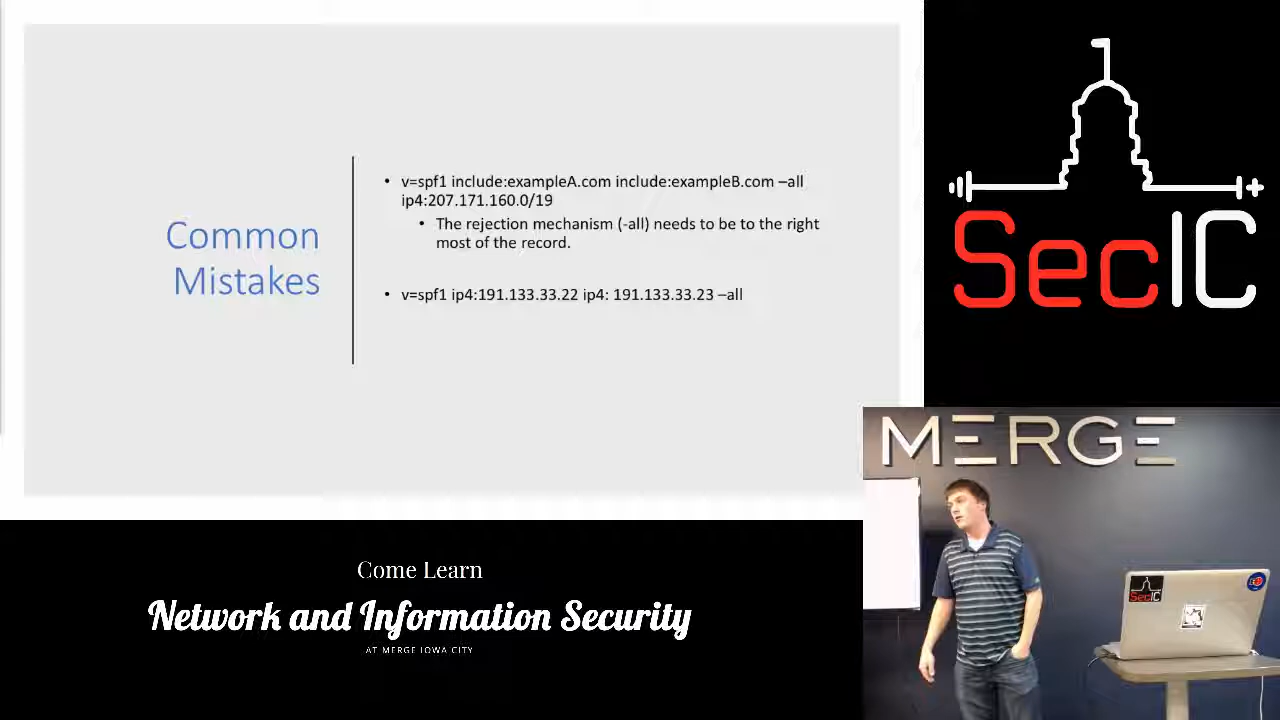 Common
Mistakes
• v=spf1 include:exampleA.com include:exampleB.com –all
ip4:207.171.160.0/19
• The rejection mechanism (-all) needs to be to the right
most of the record.
• v=spf1 ip4:191.133.33.22 ip4: 191.133.33.23 –all
SecIC
MERGE
SecIC
Come Learn
Network and Information Security
AT MERGE IOWA CITY